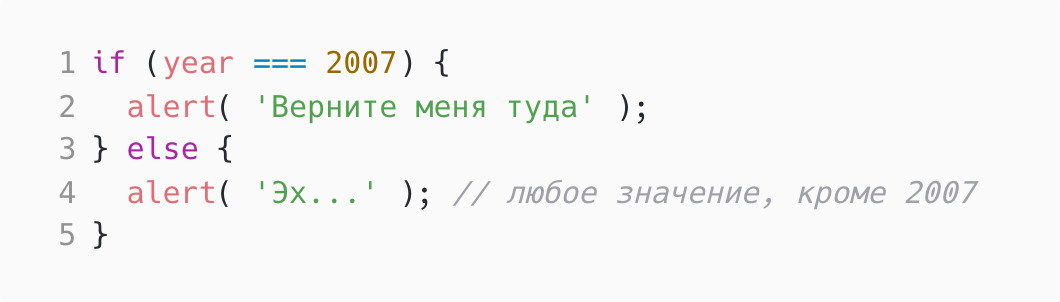 1 if (year === 2007) {
2   alert( 'Верните меня туда' );
3 } else {
4   alert( 'Эх...' ); // любое значение, кроме 2007
5 }